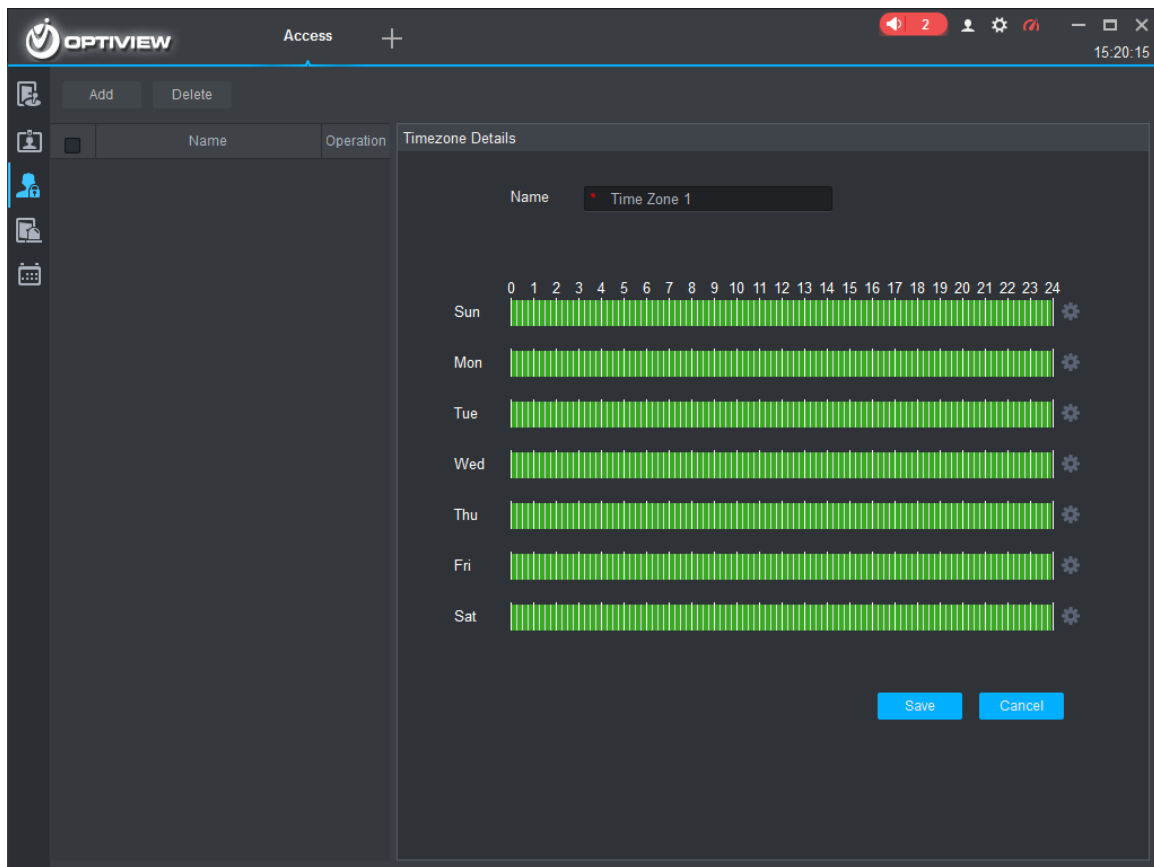 OPTIVIEW
Access
2
15:20:15
Add Delete
Name Operation Timezone Details
Name * Time Zone 1
0 1 2 3 4 5 6 7 8 9 10 11 12 13 14 15 16 17 18 19 20 21 22 23 24
Sun
Mon
Tue
Wed
Thu
Fri
Sat
Save Cancel